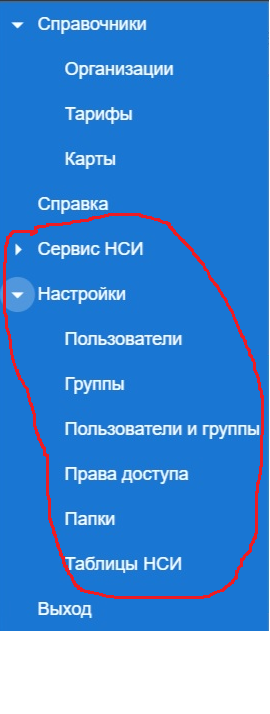 Справочники
Организации
Тарифы
Карты
Справка
Сервис НСИ
Настройки
Пользователи
Группы
Пользователи и группы
Права доступа
Папки
Таблицы НСИ
Выход